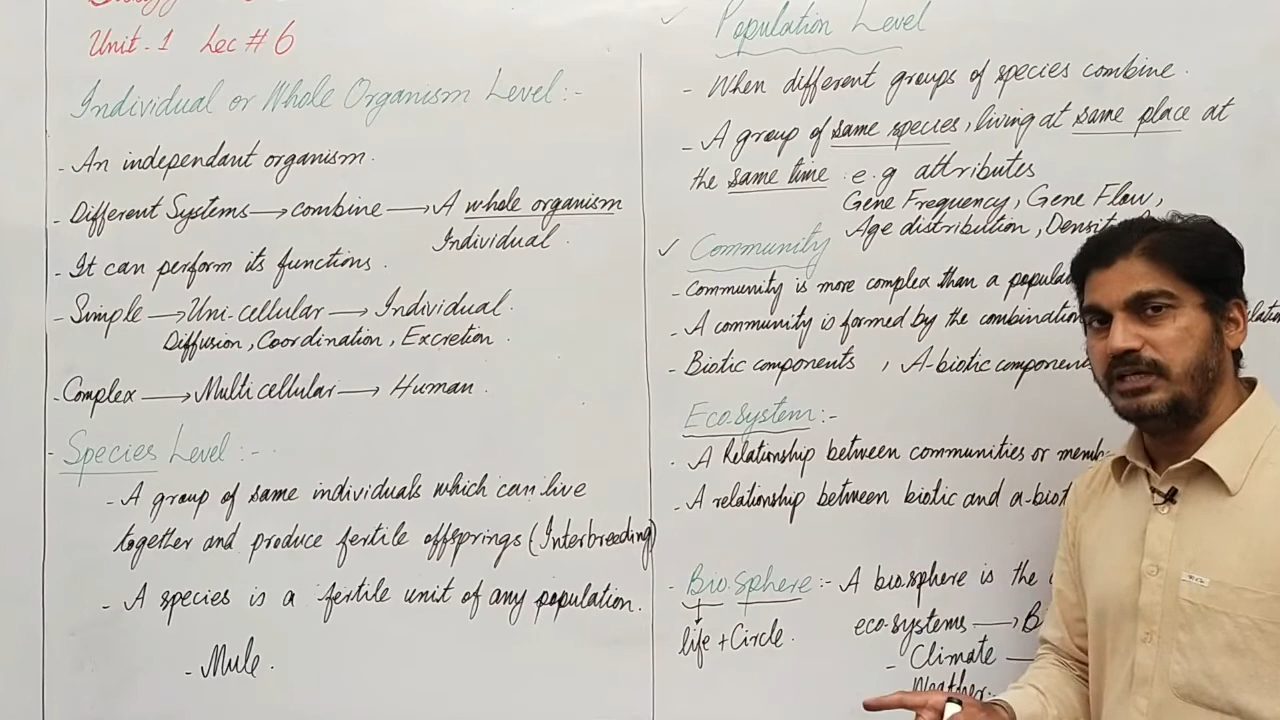 Unit-1 Lec # 6
Individual or Whole Organism Level:-
- An independant organism.
- Different Systems → combine → A whole organism
Individual.
- It can perform its functions.
- Simple → Uni-cellular → Individual.
Diffusion, Coordination, Excretion.
- Complex → Multicellular → Human.
- Species Level:-
- A group of same individuals which can live
together and produce fertile offsprings (Interbreeding)
- A species is a fertile unit of any population.
- Mule.
✓ Population Level
- When different groups of species combine.
- A group of same species, living at same place at
the same time e.g attributes
Gene Frequency, Gene Flow,
Age distribution, Density
✓ Community
- Community is more complex than a
- A community is formed by the combination
- Biotic components, A-biotic
Eco-System:-
. A Relationship between communities or
- A relationship between biotic and
- Bio.Sphere:- A biosphere is the
life + Circle.
eco-systems → B
- Climate
Weather.